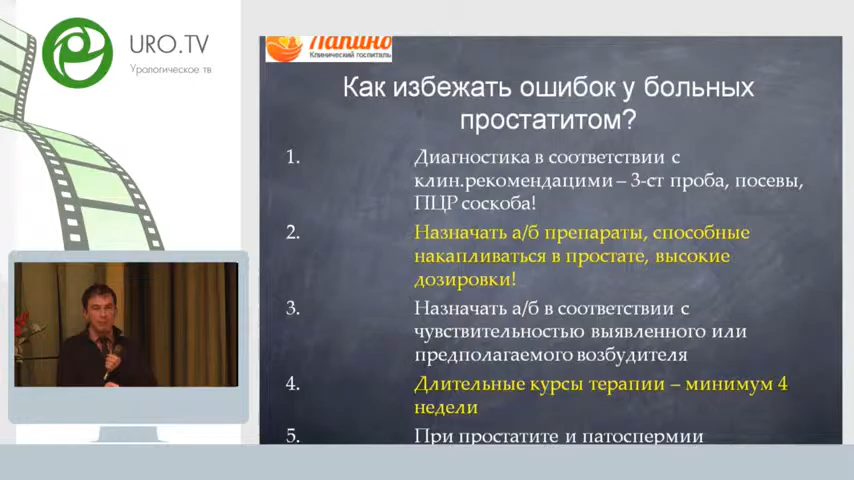 URO.TV
Урологическое тв
Лапино
Клинический госпиталь
Как избежать ошибок у больных
простатитом?
1. Диагностика в соответствии с
клин.рекомендацими – 3-ст проба, посевы,
ПЦР соскоба!
2. Назначать а/б препараты, способные
накапливаться в простате, высокие
дозировки!
3. Назначать а/б в соответствии с
чувствительностью выявленного или
предполагаемого возбудителя
4. Длительные курсы терапии – минимум 4
недели
5. При простатите и патоспермии